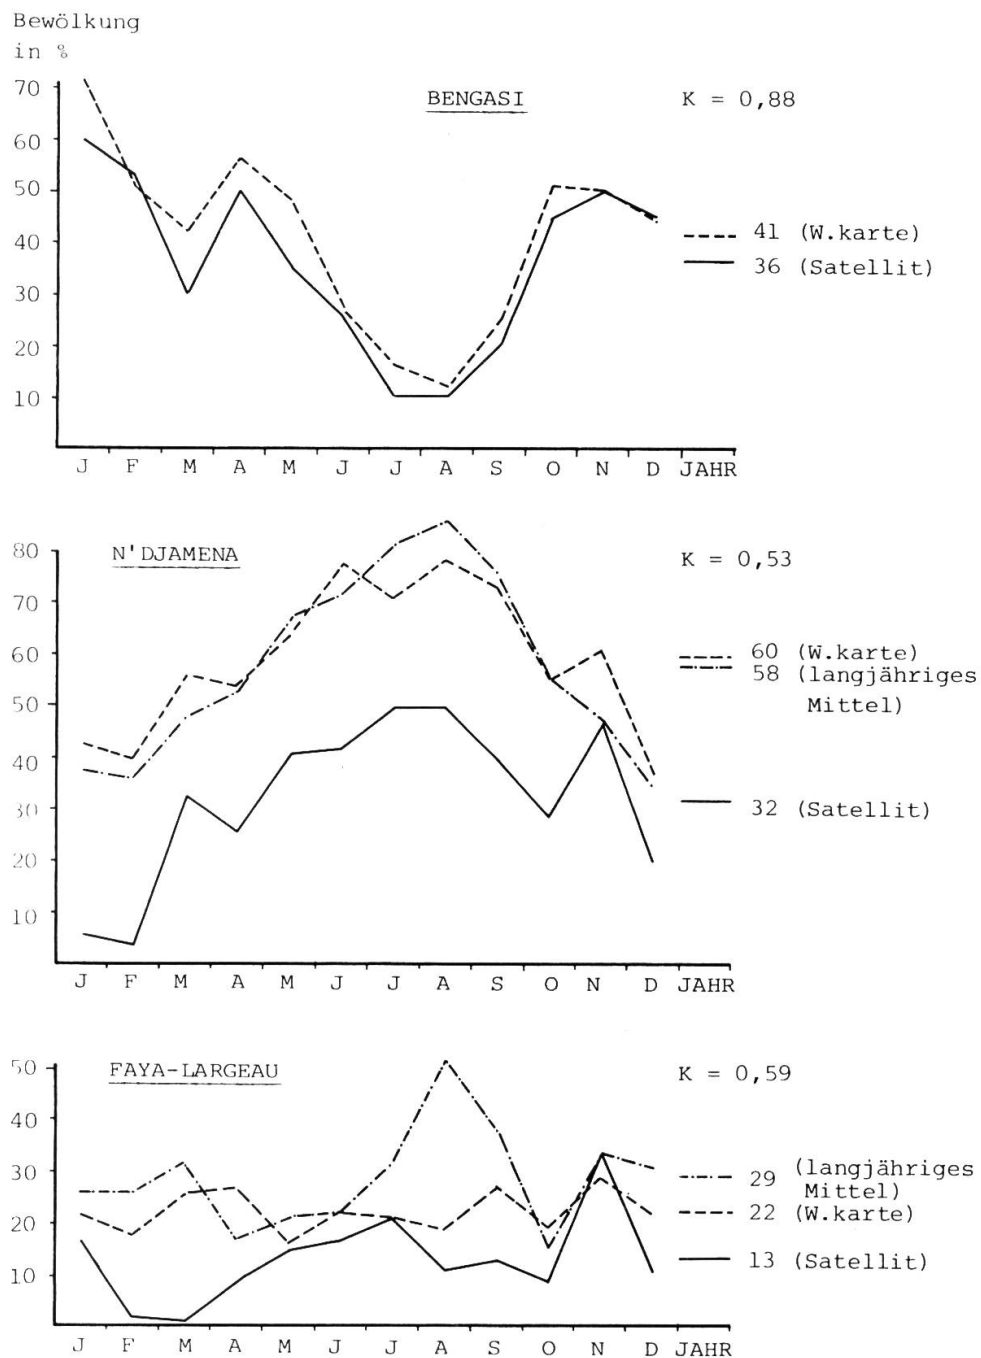 Bewölkung
in %
BENGASI
K = 0,88
70
60
50
40
30
20
10
41 (W.karte)
36 (Satellit)
J F M A M J J A S O N D JAHR
N'DJAMENA
K = 0,53
80
70
60
50
40
30
20
10
60 (W.karte)
58 (langjähriges
Mittel)
32 (Satellit)
J F M A M J J A S O N D JAHR
FAYA-LARGEAU
K = 0,59
50
40
30
20
10
29 (langjähriges
Mittel)
22 (W.karte)
13 (Satellit)
J F M A M J J A S O N D JAHR